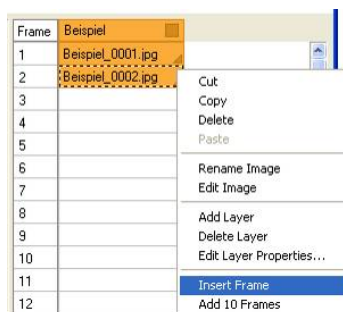 Frame Beispiel
1 Beispiel_0001.jpg
2 Beispiel_0002.jpg
3
4
5
6
7
8
9
10
11
12
Cut
Copy
Delete
Paste
Rename Image
Edit Image
Add Layer
Delete Layer
Edit Layer Properties...
Insert Frame
Add 10 Frames